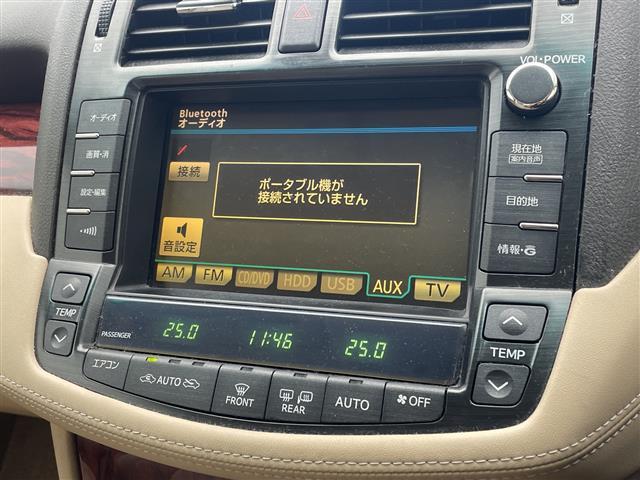 VOL・POWER
オーディオ
画質・消
設定・編集
Bluetooth
オーディオ
接続
ポータブル機が
接続されていません
音設定
AM FM CD/DVD HDD USB AUX TV
現在地
案内音声
目的地
情報・G
TEMP
PASSENGER
25.0 11:46 25.0
エアコン
AUTO
FRONT
REAR
AUTO
OFF
TEMP